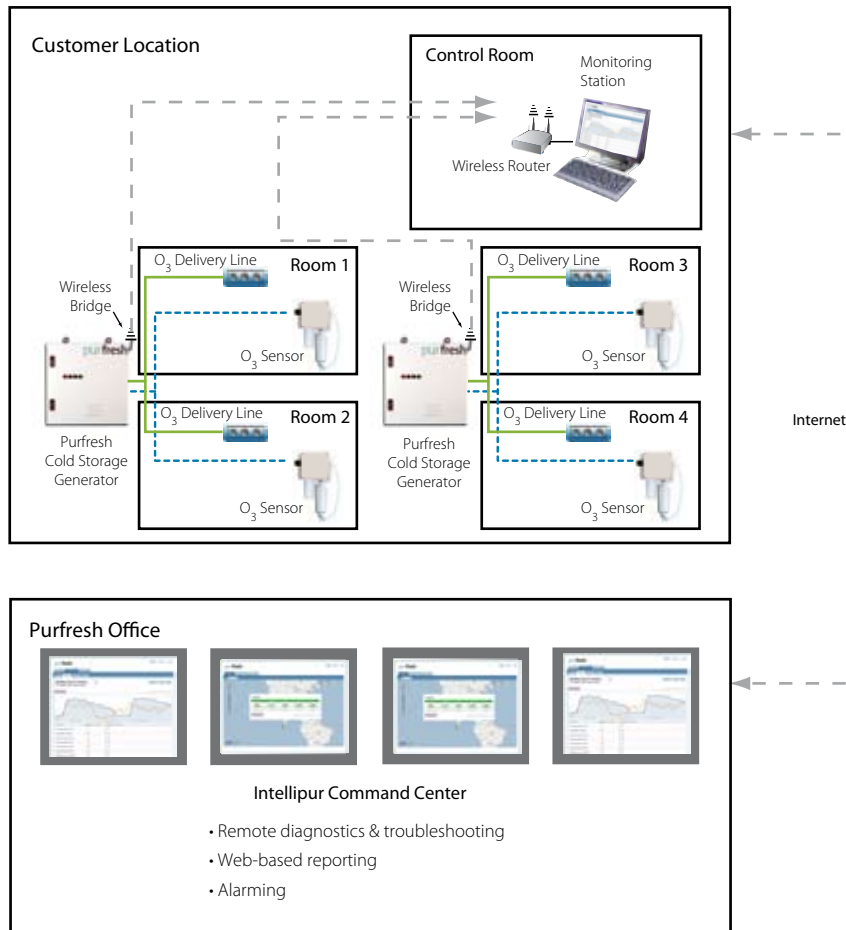 Customer Location
Control Room
Monitoring
Station
Wireless Router
O3 Delivery Line
Room 1
Wireless
Bridge
O3 Sensor
purfresh
O3 Delivery Line
Room 2
Purfresh
Cold Storage
Generator
O3 Sensor
O3 Delivery Line
Room 3
Wireless
Bridge
O3 Sensor
purfresh
O3 Delivery Line
Room 4
Purfresh
Cold Storage
Generator
O3 Sensor
Internet
Purfresh Office
Intellipur Command Center
• Remote diagnostics & troubleshooting
• Web-based reporting
• Alarming